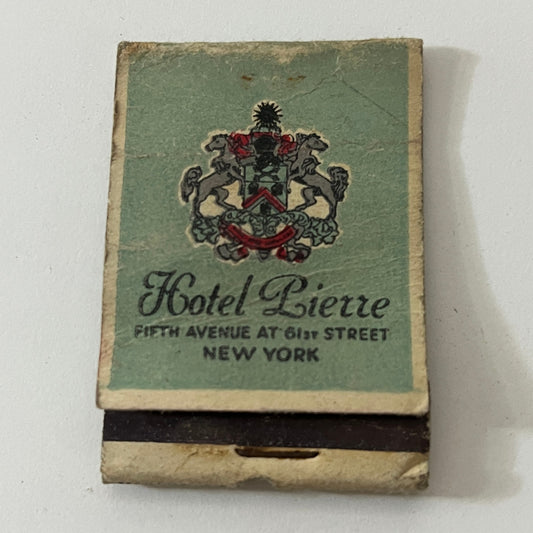 Hotel Pierre
FIFTH AVENUE AT 61ST STREET
NEW YORK